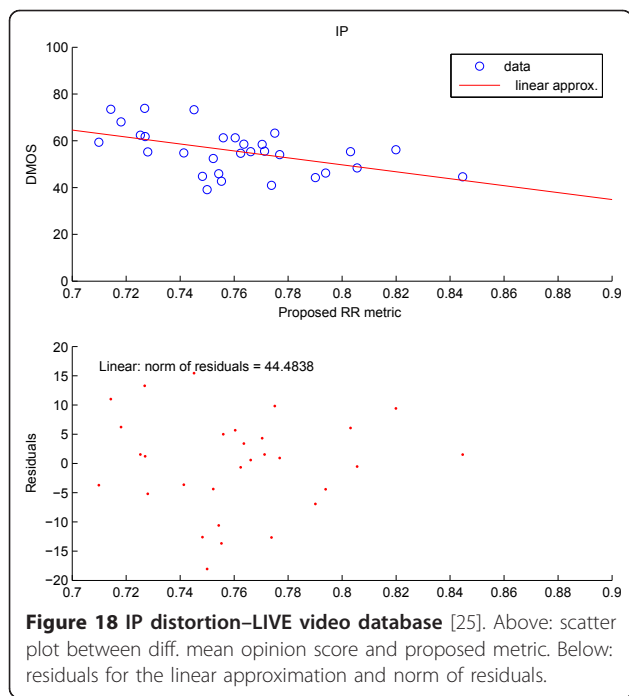 IP
data
linear approx.
100
80
60
40
20
0
DMOS
0.7 0.72 0.74 0.76 0.78 0.8 0.82 0.84 0.86 0.88 0.9
Proposed RR metric
Linear: norm of residuals = 44.4838
20
15
10
5
0
−5
−10
−15
−20
Residuals
0.7 0.72 0.74 0.76 0.78 0.8 0.82 0.84 0.86 0.88 0.9
Figure 18 IP distortion–LIVE video database [25]. Above: scatter
plot between diff. mean opinion score and proposed metric. Below:
residuals for the linear approximation and norm of residuals.